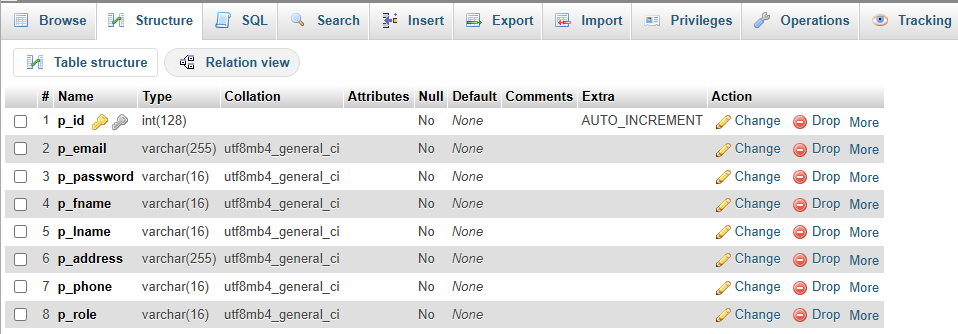 Browse Structure SQL Search Insert Export Import Privileges Operations Tracking
Table structure Relation view
# Name Type Collation Attributes Null Default Comments Extra Action
1 p_id int(128) No None AUTO_INCREMENT Change Drop More
2 p_email varchar(255) utf8mb4_general_ci No None Change Drop More
3 p_password varchar(16) utf8mb4_general_ci No None Change Drop More
4 p_fname varchar(16) utf8mb4_general_ci No None Change Drop More
5 p_lname varchar(16) utf8mb4_general_ci No None Change Drop More
6 p_address varchar(255) utf8mb4_general_ci No None Change Drop More
7 p_phone varchar(16) utf8mb4_general_ci No None Change Drop More
8 p_role varchar(16) utf8mb4_general_ci No None Change Drop More